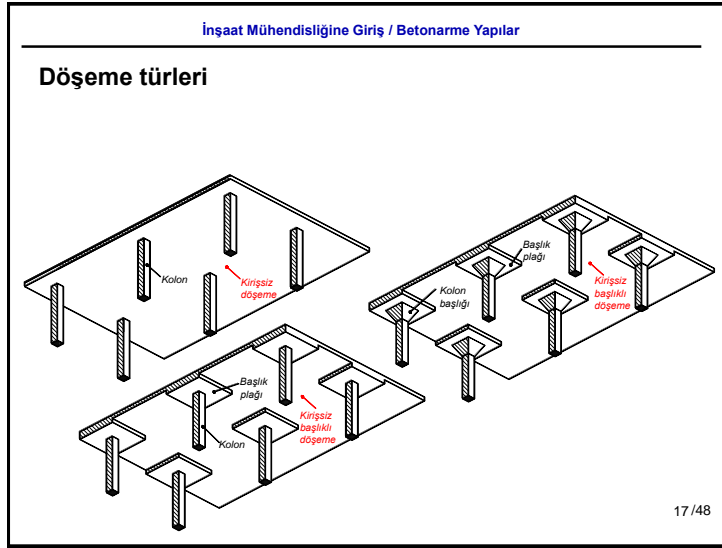 İnşaat Mühendisliğine Giriş / Betonarme Yapılar
Döşeme türleri
Kolon
Kirişsiz
döşeme
Başlık
plağı
Kolon
başlığı
Kirişsiz
başlıklı
döşeme
Başlık
plağı
Kolon
Kirişsiz
başlıklı
döşeme
17/48